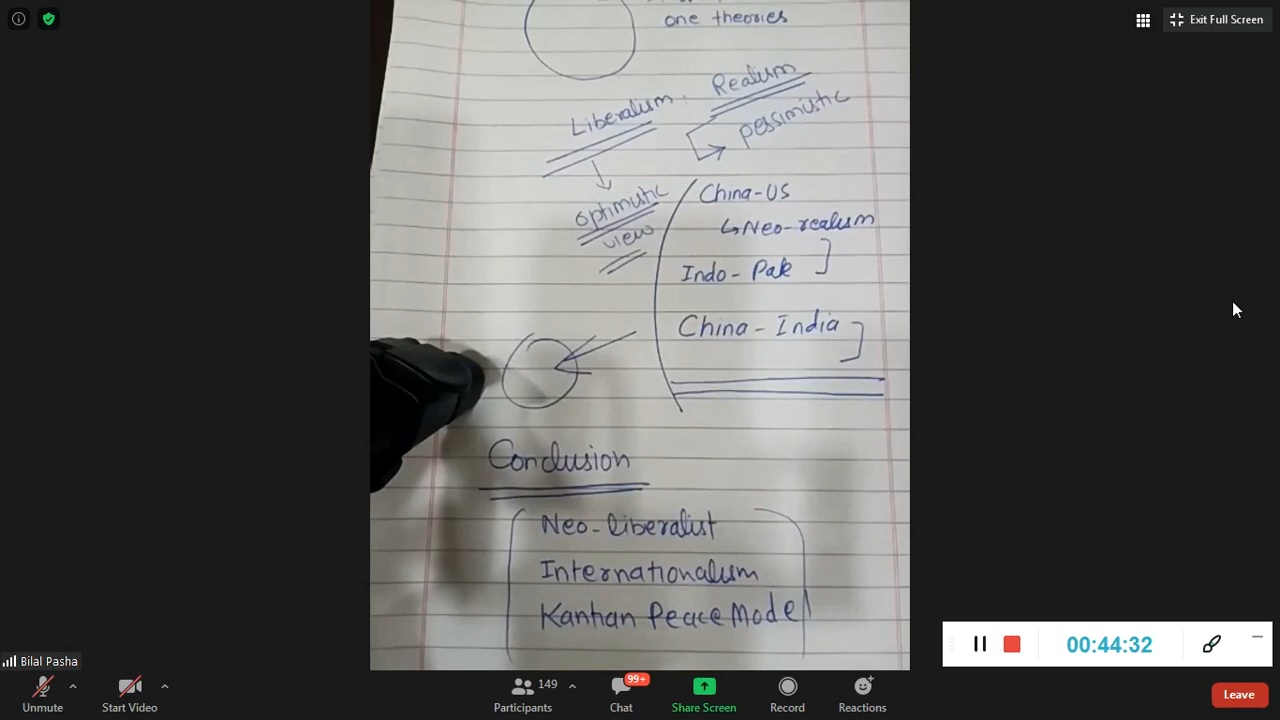 Exit Full Screen
one theories
Liberalism. Realism
pessimistic
optimistic
view
China-US
Neo-realism
Indo-Pak
China-India
Conclusion
Neo-liberalist
Internationalism
Kantian Peace Model
00:44:32
Bilal Pasha
Unmute
Start Video
149
Participants
99+
Chat
Share Screen
Record
Reactions
Leave